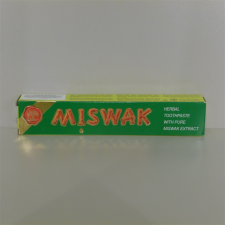 MISWAK
HERBAL
TOOTHPASTE
WITH PURE
MISWAK EXTRACT